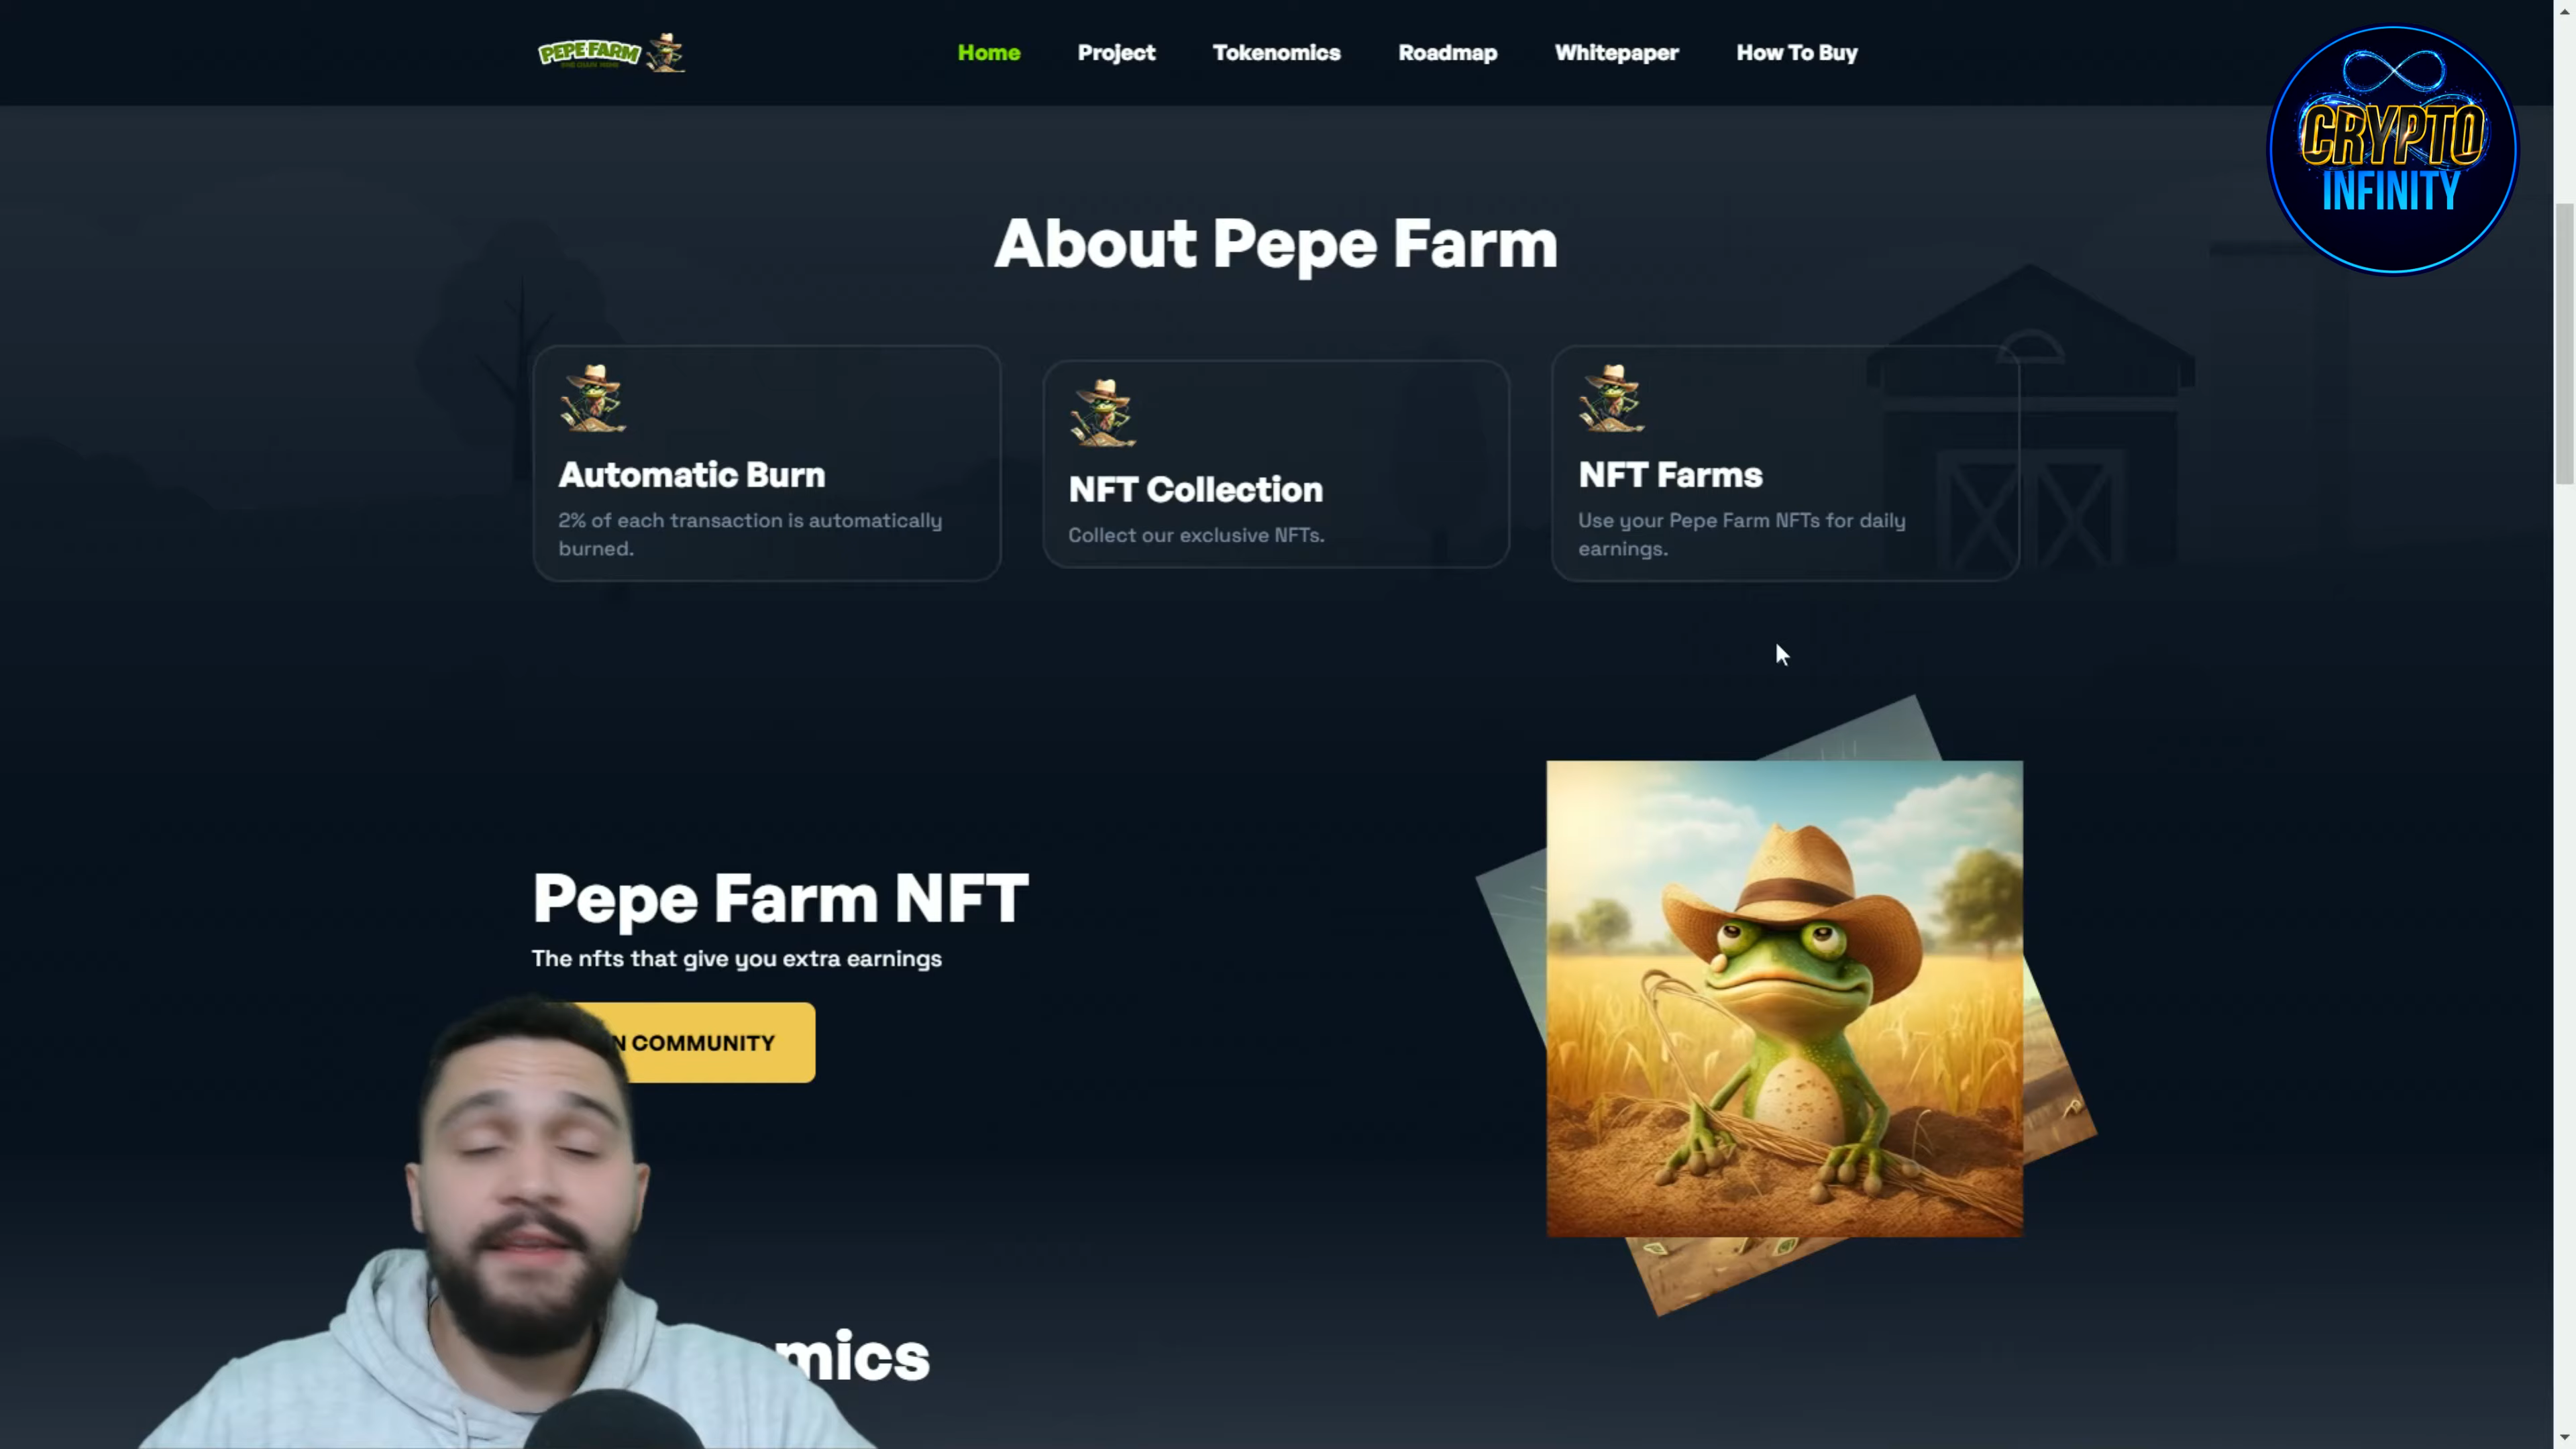 PEPE FARM
Home
Project
Tokenomics
Roadmap
Whitepaper
How To Buy
CRYPTO
INFINITY
About Pepe Farm
Automatic Burn
2% of each transaction is automatically
burned.
NFT Collection
Collect our exclusive NFTs.
NFT Farms
Use your Pepe Farm NFTs for daily
earnings.
Pepe Farm NFT
The nfts that give you extra earnings
N COMMUNITY
mics